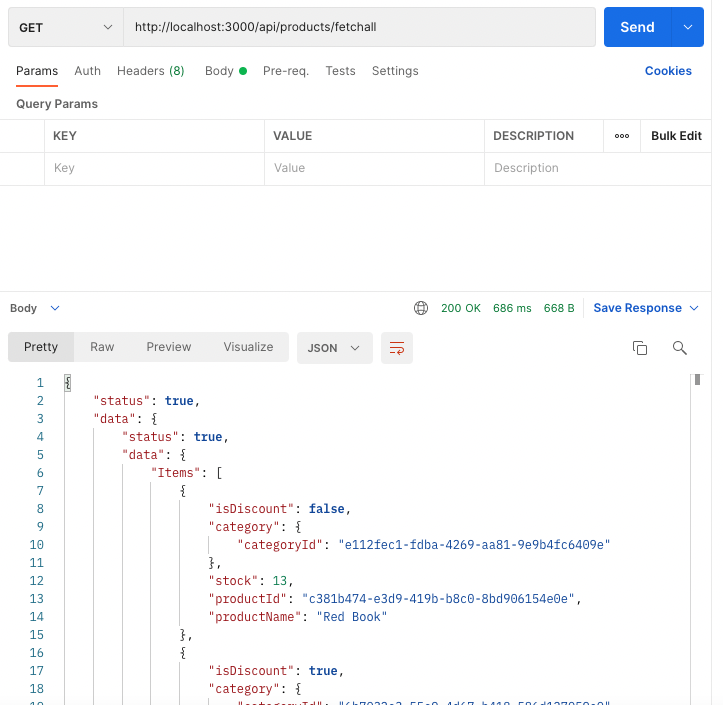 GET http://localhost:3000/api/products/fetchall Send
Params Auth Headers (8) Body Pre-req. Tests Settings Cookies
Query Params
KEY VALUE DESCRIPTION ooo Bulk Edit
Key Value Description
Body 200 OK 686 ms 668 B Save Response
Pretty Raw Preview Visualize JSON
1 {
2 "status": true,
3 "data": {
4 "status": true,
5 "data": {
6 "Items": [
7 {
8 "isDiscount": false,
9 "category": {
10 "categoryId": "e112fec1-fdba-4269-aa81-9e9b4fc6409e"
11 },
12 "stock": 13,
13 "productId": "c381b474-e3d9-419b-b8c0-8bd906154e0e",
14 "productName": "Red Book"
15 },
16 {
17 "isDiscount": true,
18 "category": {